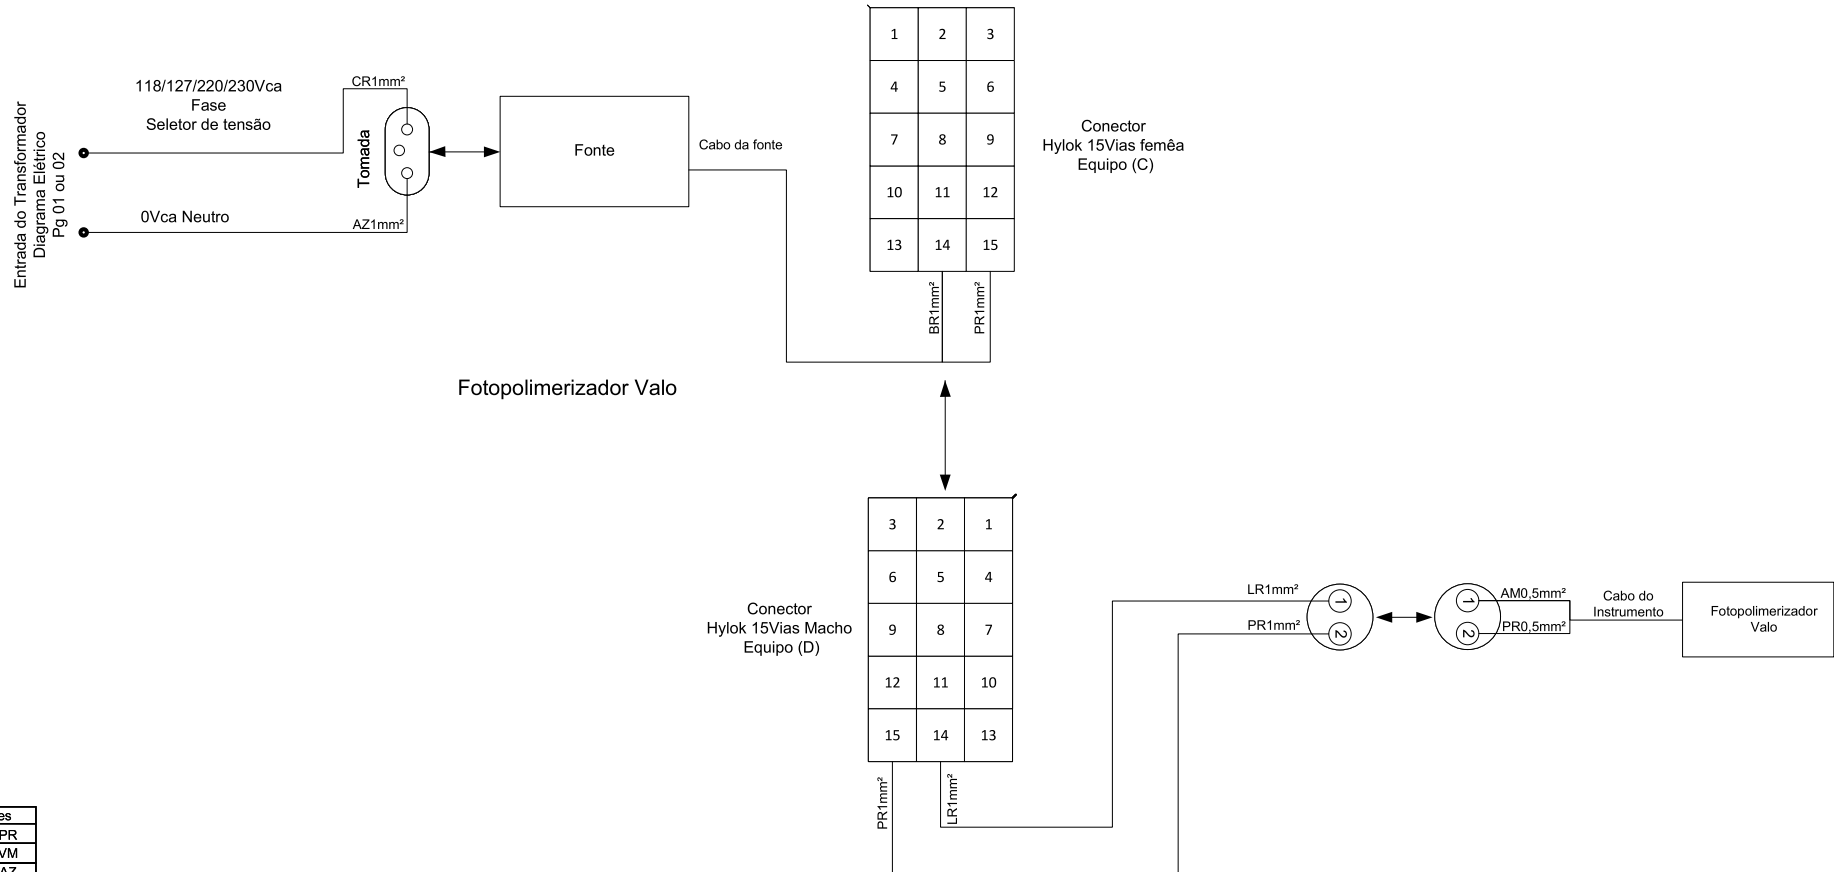 Entrada do Transformador
Diagrama Elétrico
Pg 01 ou 02
118/127/220/230Vca
Fase
Seletor de tensão
0Vca Neutro
CR1mm²
AZ1mm²
Tomada
Fonte
Cabo da fonte
1 2 3
4 5 6
7 8 9
10 11 12
13 14 15
Conector
Hylok 15Vias femêa
Equipo (C)
BR1mm²
PR1mm²
Fotopolimerizador Valo
3 2 1
6 5 4
9 8 7
12 11 10
15 14 13
Conector
Hylok 15Vias Macho
Equipo (D)
PR1mm²
LR1mm²
LR1mm²
PR1mm²
1
2
1
2
AM0,5mm²
PR0,5mm²
Cabo do
Instrumento
Fotopolimerizador
Valo
es
PR
VM
AZ